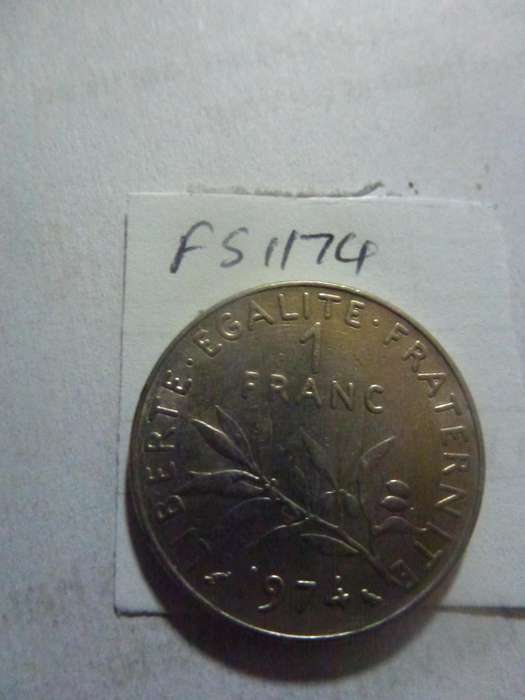 FS1174
LIBERTE · EGALITE · FRATERNITE
1
FRANC
1974